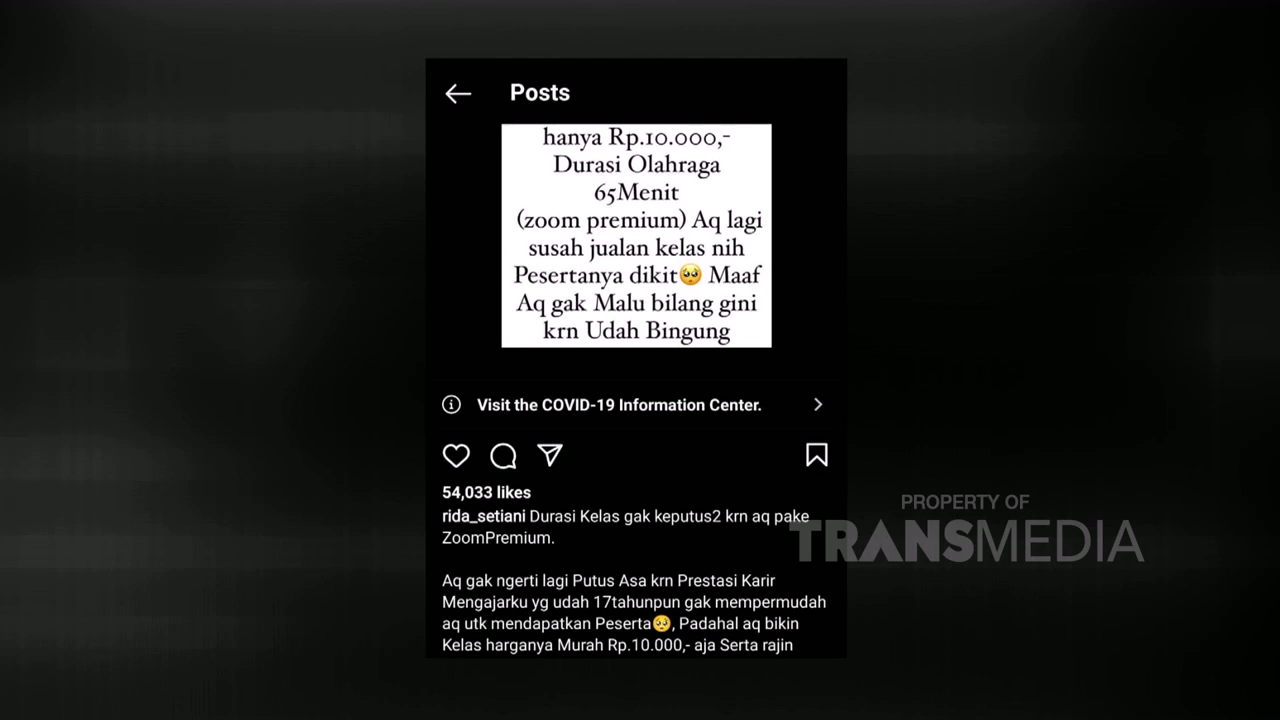 Posts
hanya Rp.10.000,-
Durasi Olahraga
65Menit
(zoom premium) Aq lagi
susah jualan kelas nih
Pesertanya dikit🥺 Maaf
Aq gak Malu bilang gini
krn Udah Bingung
Visit the COVID-19 Information Center.
54,033 likes
rida_setiani Durasi Kelas gak keputus2 krn aq pake
ZoomPremium.
Aq gak ngerti lagi Putus Asa krn Prestasi Karir
Mengajarku yg udah 17tahunpun gak mempermudah
aq utk mendapatkan Peserta🥺, Padahal aq bikin
Kelas harganya Murah Rp.10.000,- aja Serta rajin
PROPERTY OF
TRANSMEDIA